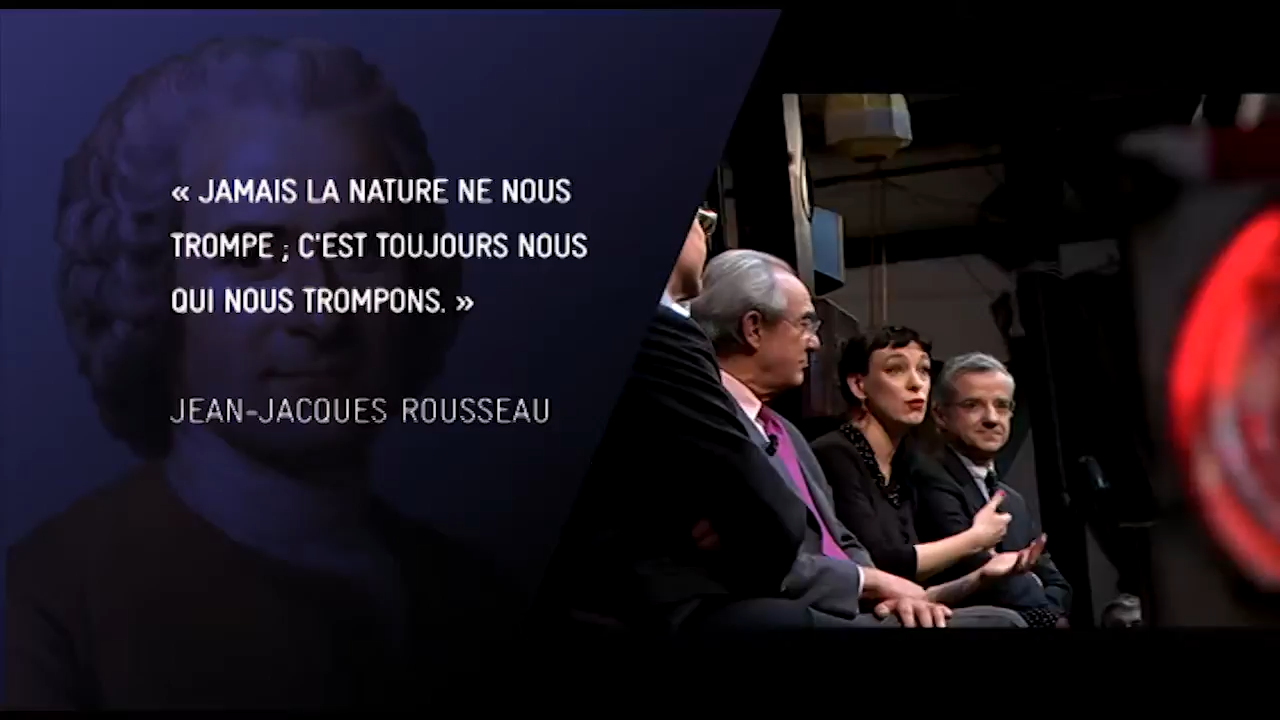 « JAMAIS LA NATURE NE NOUS
TROMPE ; C'EST TOUJOURS NOUS
QUI NOUS TROMPONS. »
JEAN-JACQUES ROUSSEAU